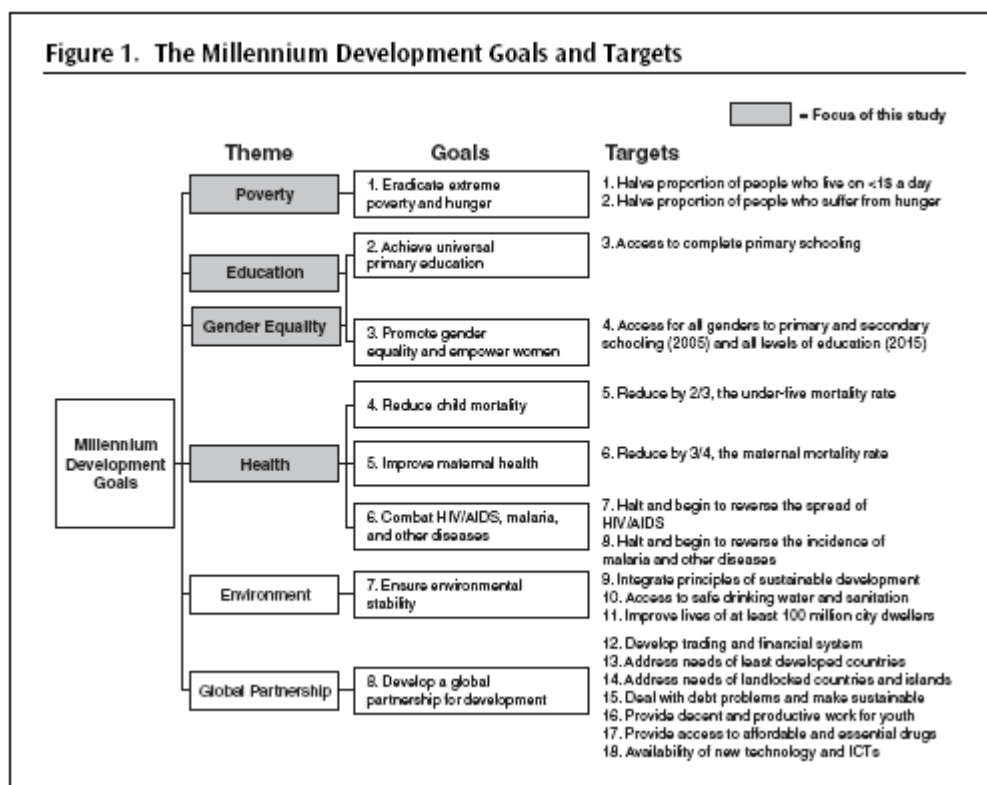 Figure 1. The Millennium Development Goals and Targets
= Focus of this study
Theme
Goals
Targets
Poverty
1. Eradicate extreme
poverty and hunger
1. Halve proportion of people who live on <1$ a day
2. Halve proportion of people who suffer from hunger
Education
2. Achieve universal
primary education
3. Access to complete primary schooling
Gender Equality
3. Promote gender
equality and empower women
4. Access for all genders to primary and secondary
schooling (2005) and all levels of education (2015)
Millennium
Development
Goals
Health
4. Reduce child mortality
5. Reduce by 2/3, the under-five mortality rate
5. Improve maternal health
6. Reduce by 3/4, the maternal mortality rate
6. Combat HIV/AIDS, malaria,
and other diseases
7. Halt and begin to reverse the spread of
HIV/AIDS
8. Halt and begin to reverse the incidence of
malaria and other diseases
Environment
7. Ensure environmental
stability
9. Integrate principles of sustainable development
10. Access to safe drinking water and sanitation
11. Improve lives of at least 100 million city dwellers
Global Partnership
8. Develop a global
partnership for development
12. Develop trading and financial system
13. Address needs of least developed countries
14. Address needs of landlocked countries and islands
15. Deal with debt problems and make sustainable
16. Provide decent and productive work for youth
17. Provide access to affordable and essential drugs
18. Availability of new technology and ICTs